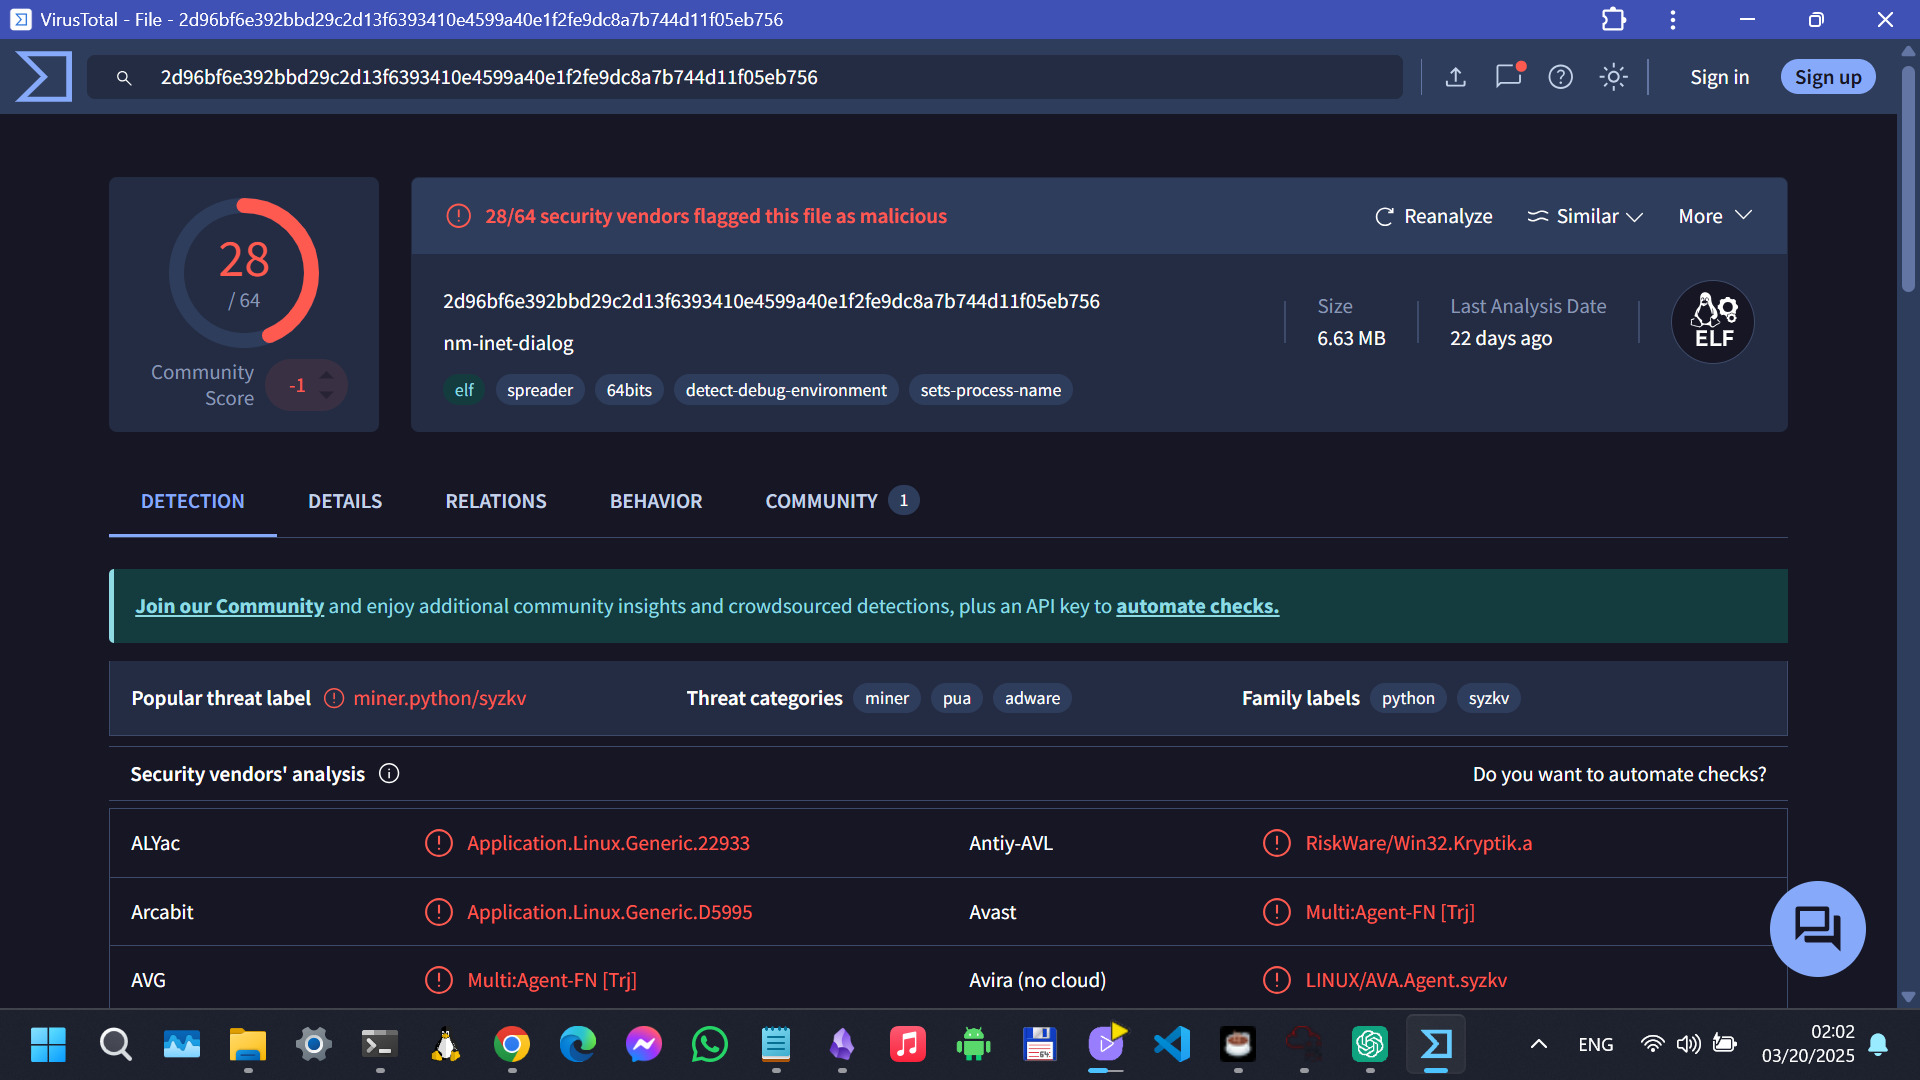 VirusTotal - File - 2d96bf6e392bbd29c2d13f6393410e4599a40e1f2fe9dc8a7b744d11f05eb756
2d96bf6e392bbd29c2d13f6393410e4599a40e1f2fe9dc8a7b744d11f05eb756
Sign in
Sign up
28
/ 64
Community
Score
-1
28/64 security vendors flagged this file as malicious
Reanalyze
Similar
More
2d96bf6e392bbd29c2d13f6393410e4599a40e1f2fe9dc8a7b744d11f05eb756
nm-inet-dialog
elf
spreader
64bits
detect-debug-environment
sets-process-name
Size
6.63 MB
Last Analysis Date
22 days ago
ELF
DETECTION
DETAILS
RELATIONS
BEHAVIOR
COMMUNITY
1
Join our Community and enjoy additional community insights and crowdsourced detections, plus an API key to automate checks.
Popular threat label
miner.python/syzkv
Threat categories
miner
pua
adware
Family labels
python
syzkv
Security vendors' analysis
Do you want to automate checks?
ALYac
Application.Linux.Generic.22933
Antiy-AVL
RiskWare/Win32.Kryptik.a
Arcabit
Application.Linux.Generic.D5995
Avast
Multi:Agent-FN [Trj]
AVG
Multi:Agent-FN [Trj]
Avira (no cloud)
LINUX/AVA.Agent.syzkv
64
ENG
02:02
03/20/2025